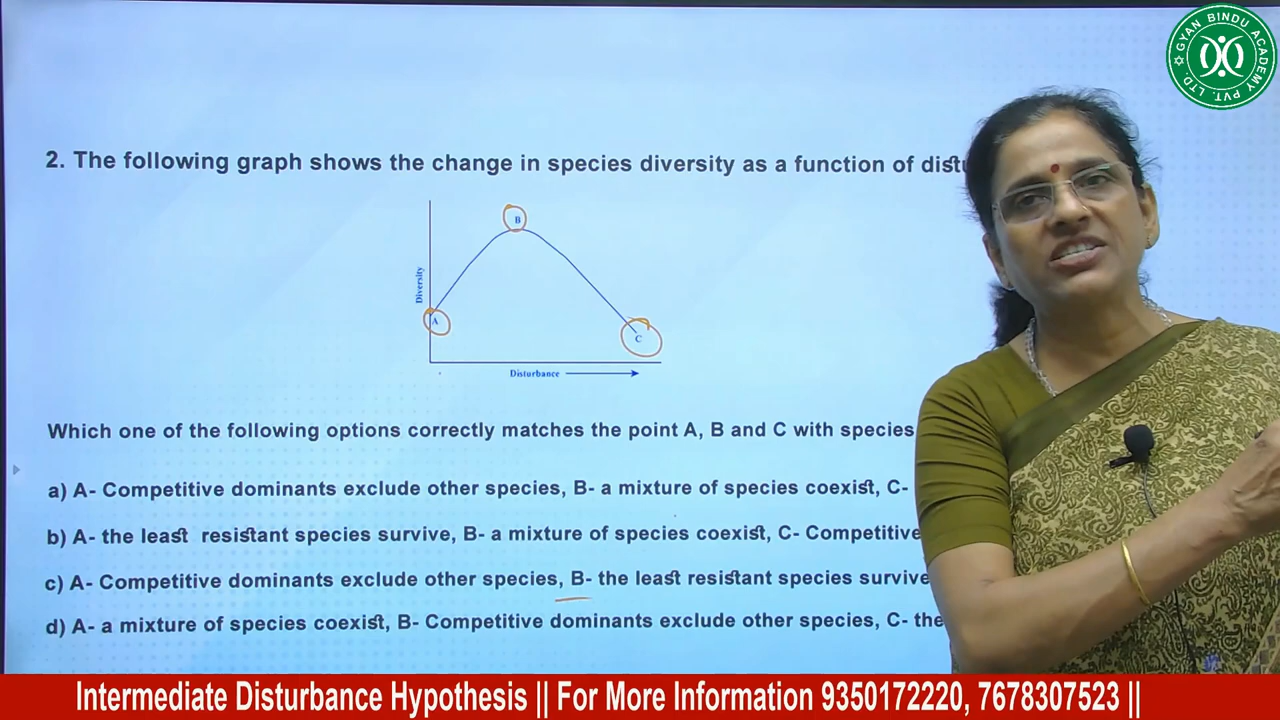 GYAN BINDU ACADEMY PVT. LTD.
2. The following graph shows the change in species diversity as a function of
B
Diversity
A
C
Disturbance
Which one of the following options correctly matches the point A, B and C with species
a) A- Competitive dominants exclude other species, B- a mixture of species coexist, C-
b) A- the least resistant species survive, B- a mixture of species coexist, C- Competitive
c) A- Competitive dominants exclude other species, B- the least resistant species survive
d) A- a mixture of species coexist, B- Competitive dominants exclude other species, C- the
Intermediate Disturbance Hypothesis || For More Information 9350172220, 7678307523 ||